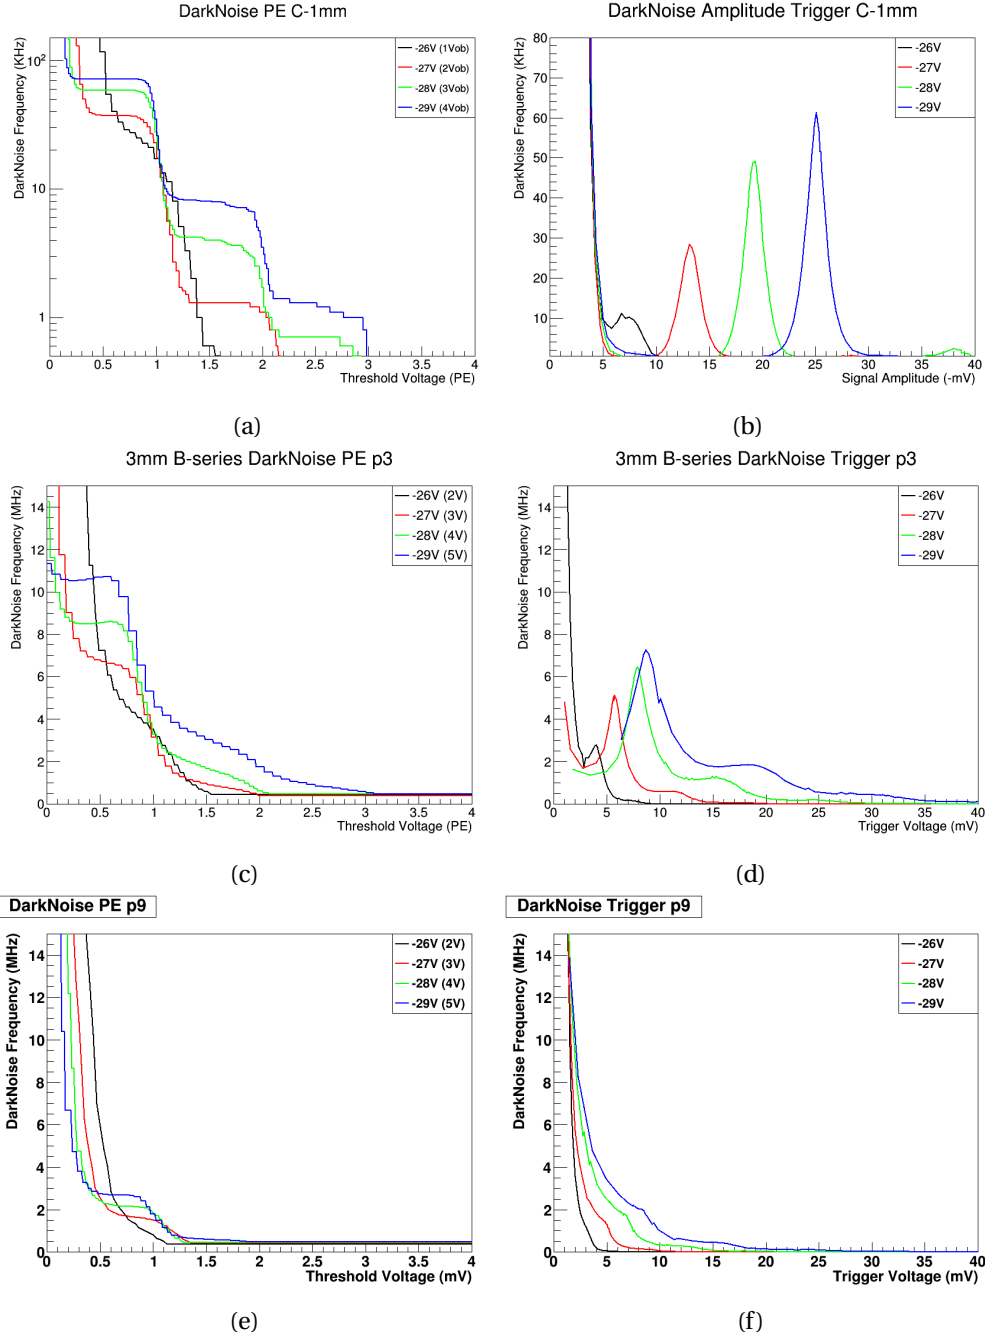 DarkNoise PE C-1mm
DarkNoise Frequency (KHz)
10²
10
1
-26V (1Vob)
-27V (2Vob)
-28V (3Vob)
-29V (4Vob)
0 0.5 1 1.5 2 2.5 3 3.5 4
Threshold Voltage (PE)
(a)
DarkNoise Amplitude Trigger C-1mm
DarkNoise Frequency (KHz)
80
70
60
50
40
30
20
10
-26V
-27V
-28V
-29V
0 5 10 15 20 25 30 35 40
Signal Amplitude (-mV)
(b)
3mm B-series DarkNoise PE p3
DarkNoise Frequency (MHz)
14
12
10
8
6
4
2
0
-26V (2V)
-27V (3V)
-28V (4V)
-29V (5V)
0 0.5 1 1.5 2 2.5 3 3.5 4
Threshold Voltage (PE)
(c)
3mm B-series DarkNoise Trigger p3
DarkNoise Frequency (MHz)
14
12
10
8
6
4
2
0
-26V
-27V
-28V
-29V
0 5 10 15 20 25 30 35 40
Trigger Voltage (mV)
(d)
DarkNoise PE p9
DarkNoise Frequency (MHz)
14
12
10
8
6
4
2
0
-26V (2V)
-27V (3V)
-28V (4V)
-29V (5V)
0 0.5 1 1.5 2 2.5 3 3.5 4
Threshold Voltage (mV)
(e)
DarkNoise Trigger p9
DarkNoise Frequency (MHz)
14
12
10
8
6
4
2
0
-26V
-27V
-28V
-29V
0 5 10 15 20 25 30 35 40
Trigger Voltage (mV)
(f)